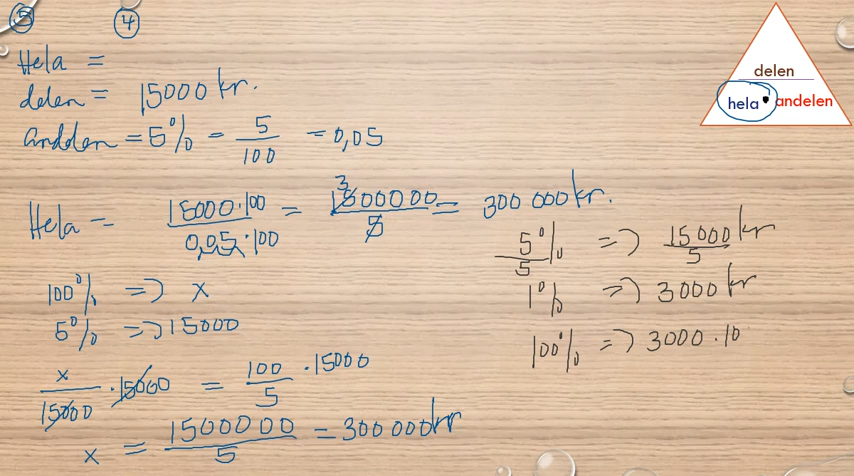 5 4
Hela =
delen = 15000 kr.
andelen = 5% = 5/100 = 0,05
Hela = 15000·100/0,05·100 = 1500000/5 = 300 000 kr.
3
100% => x
5% => 15000
x/15000 · 15000 = 100/5 · 15000
x = 1500000/5 = 300 000 kr
5%/5 => 15000 kr/5
1% => 3000 kr
100% => 3000 · 10
delen
hela andelen